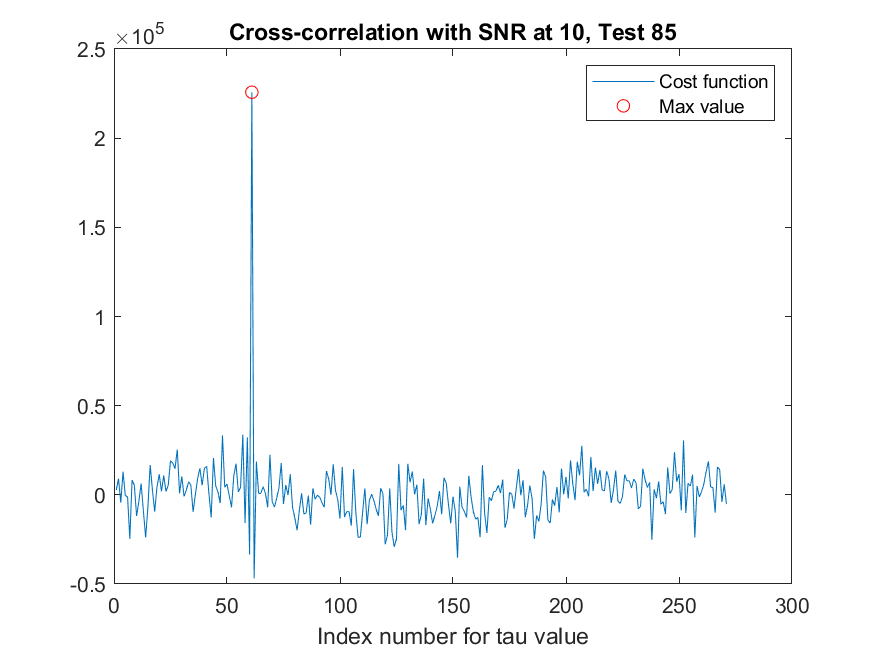 Cross-correlation with SNR at 10, Test 85
×10^5
2.5
2
1.5
1
0.5
0
-0.5
0 50 100 150 200 250 300
Index number for tau value
Cost function
Max value